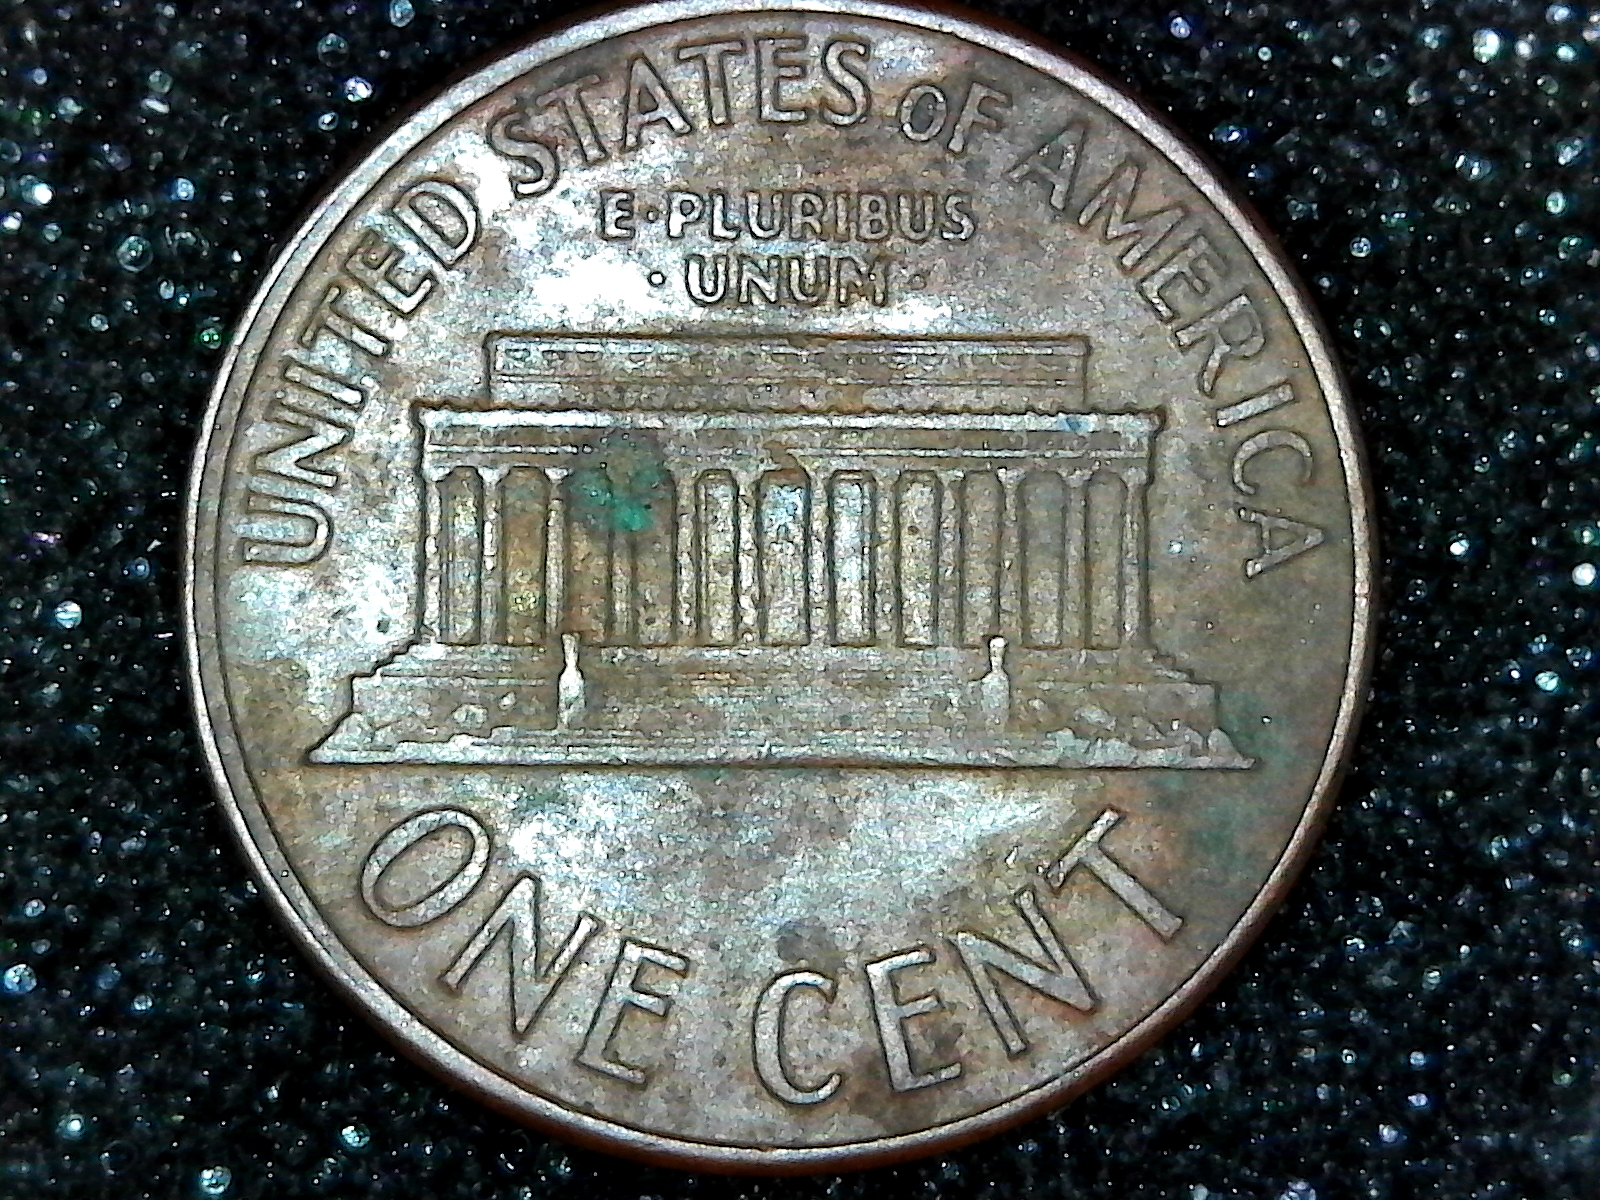 UNITED STATES OF AMERICA
E·PLURIBUS
·UNUM·
ONE CENT